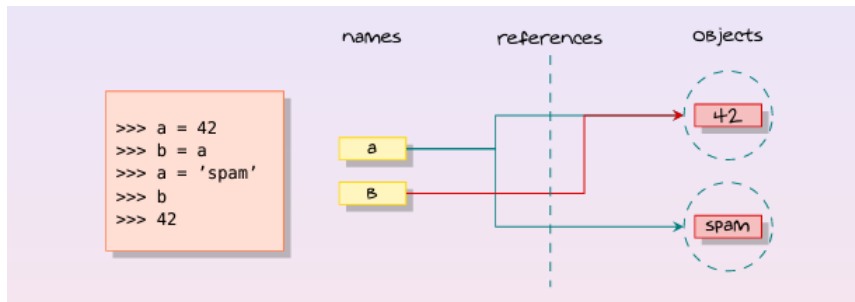 names references objects
>>> a = 42
>>> b = a
>>> a = ’spam’
>>> b
>>> 42
a
B
42
spam